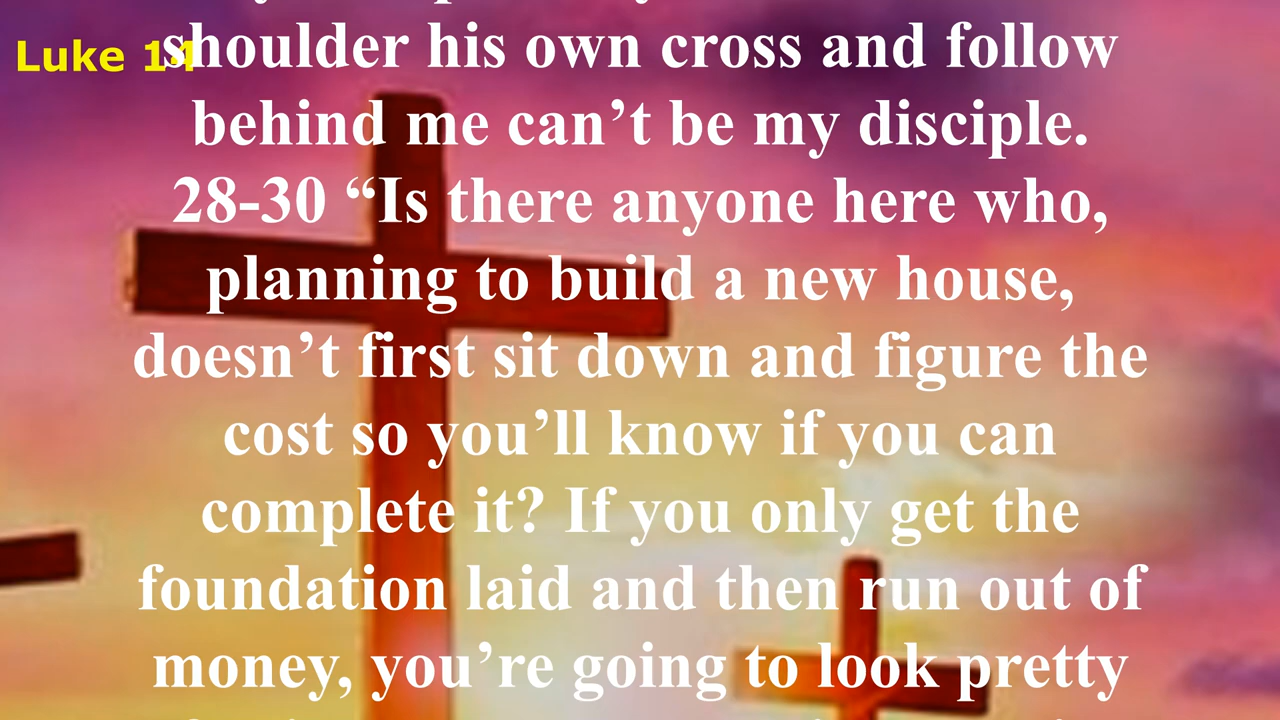 Luke 14
shoulder his own cross and follow
behind me can’t be my disciple.
28-30 “Is there anyone here who,
planning to build a new house,
doesn’t first sit down and figure the
cost so you’ll know if you can
complete it? If you only get the
foundation laid and then run out of
money, you’re going to look pretty